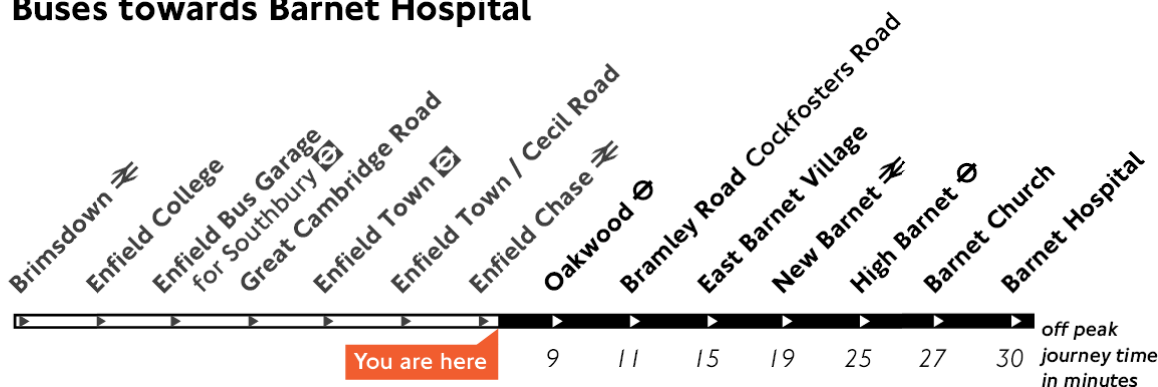 Buses towards Barnet Hospital
Brimsdown
Enfield College
Enfield Bus Garage
for Southbury
Great Cambridge Road
Enfield Town
Enfield Town / Cecil Road
Enfield Chase
Oakwood
Bramley Road Cockfosters Road
East Barnet Village
New Barnet
High Barnet
Barnet Church
Barnet Hospital
You are here
9 11 15 19 25 27 30
off peak
journey time
in minutes